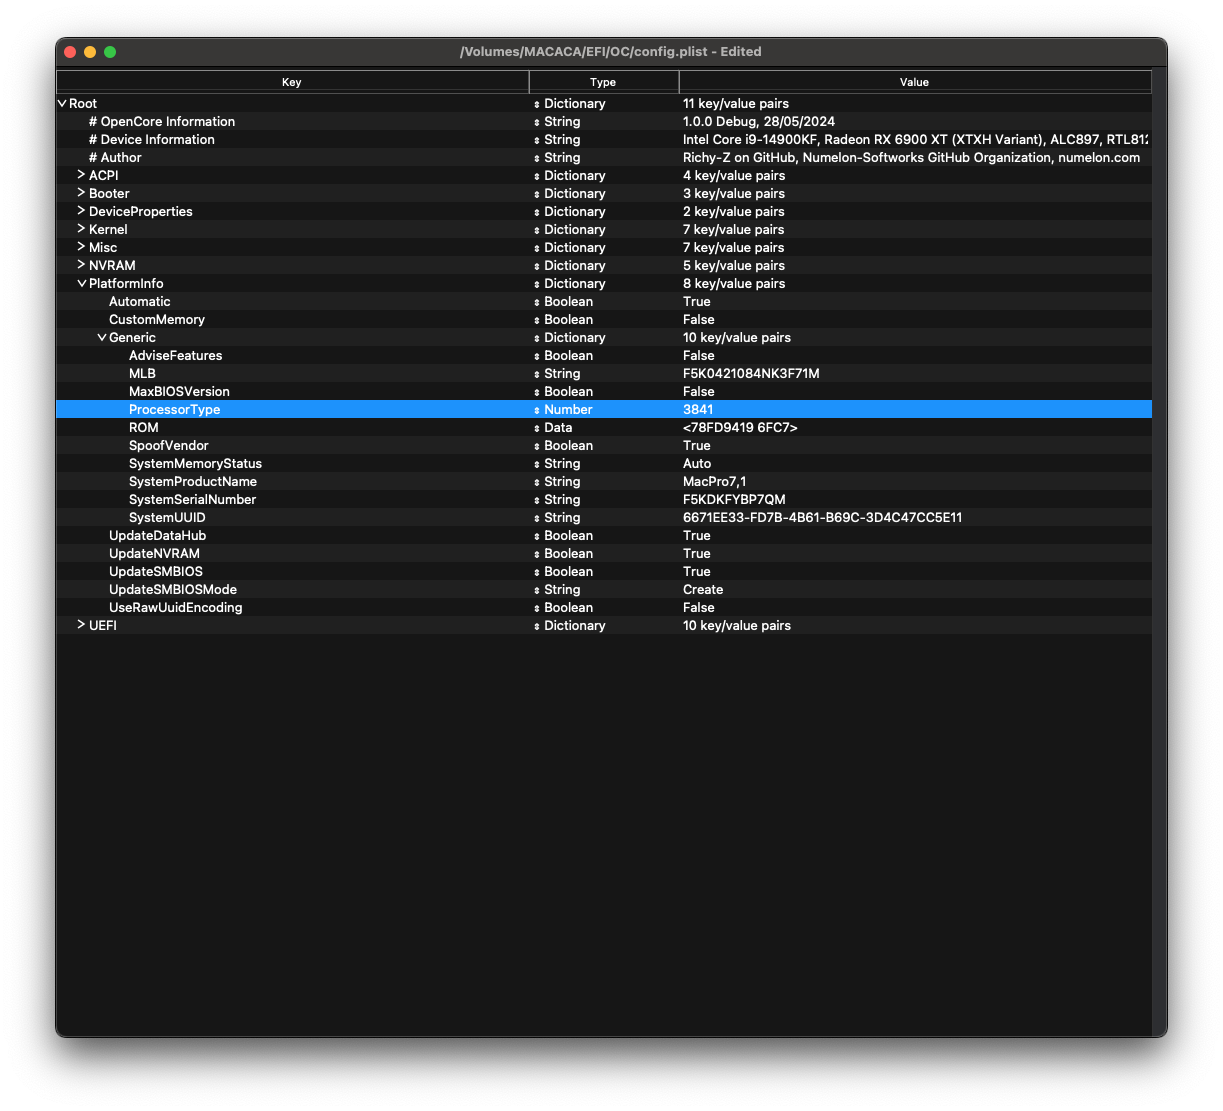 /Volumes/MACACA/EFI/OC/config.plist - Edited
Key Type Value
Root Dictionary 11 key/value pairs
# OpenCore Information String 1.0.0 Debug, 28/05/2024
# Device Information String Intel Core i9-14900KF, Radeon RX 6900 XT (XTXH Variant), ALC897, RTL812
# Author String Richy-Z on GitHub, Numelon-Softworks GitHub Organization, numelon.com
ACPI Dictionary 4 key/value pairs
Booter Dictionary 3 key/value pairs
DeviceProperties Dictionary 2 key/value pairs
Kernel Dictionary 7 key/value pairs
Misc Dictionary 7 key/value pairs
NVRAM Dictionary 5 key/value pairs
PlatformInfo Dictionary 8 key/value pairs
Automatic Boolean True
CustomMemory Boolean False
Generic Dictionary 10 key/value pairs
AdviseFeatures Boolean False
MLB String F5K0421084NK3F71M
MaxBIOSVersion Boolean False
ProcessorType Number 3841
ROM Data <78FD9419 6FC7>
SpoofVendor Boolean True
SystemMemoryStatus String Auto
SystemProductName String MacPro7,1
SystemSerialNumber String F5KDKFYBP7QM
SystemUUID String 6671EE33-FD7B-4B61-B69C-3D4C47CC5E11
UpdateDataHub Boolean True
UpdateNVRAM Boolean True
UpdateSMBIOS Boolean True
UpdateSMBIOSMode String Create
UseRawUuidEncoding Boolean False
UEFI Dictionary 10 key/value pairs